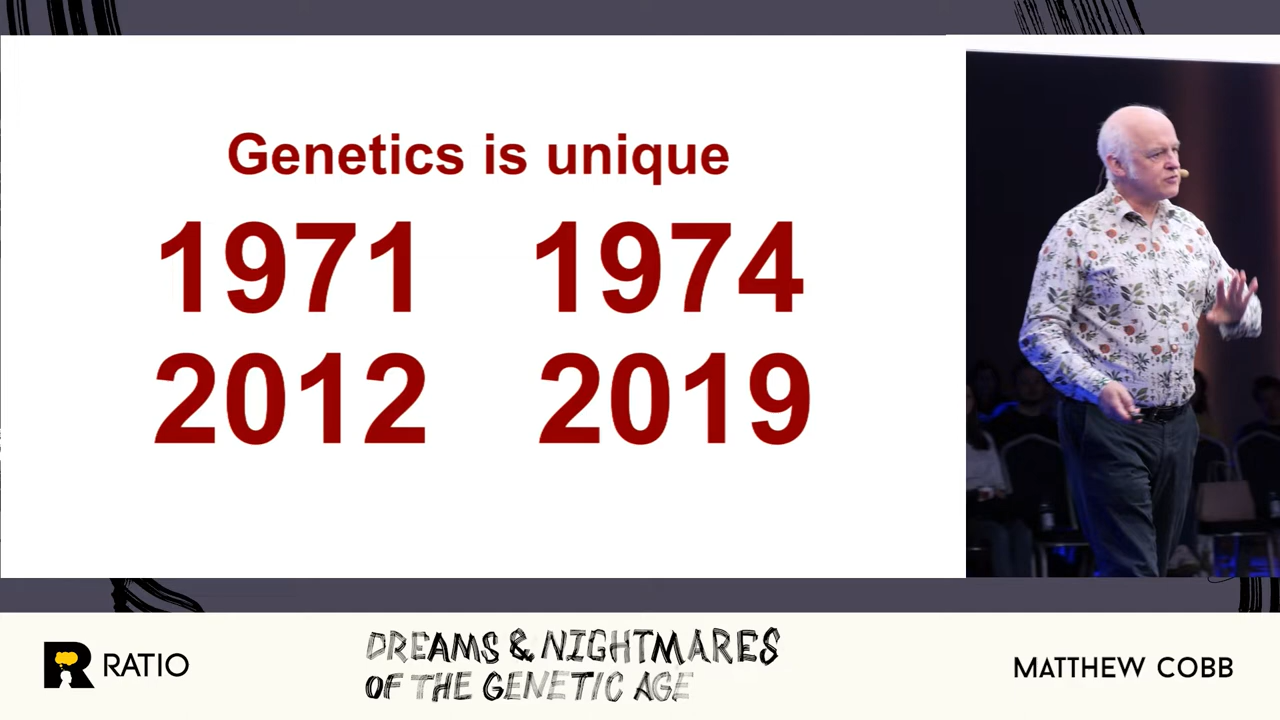 Genetics is unique
1971 1974
2012 2019
RATIO
DREAMS & NIGHTMARES
OF THE GENETIC AGE
MATTHEW COBB